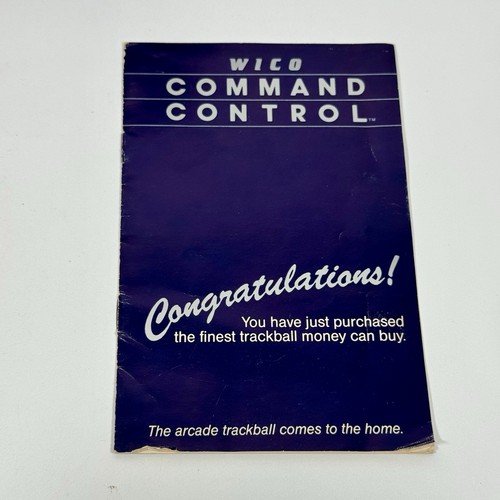 WICO
COMMAND
CONTROL™
Congratulations!
You have just purchased
the finest trackball money can buy.
The arcade trackball comes to the home.